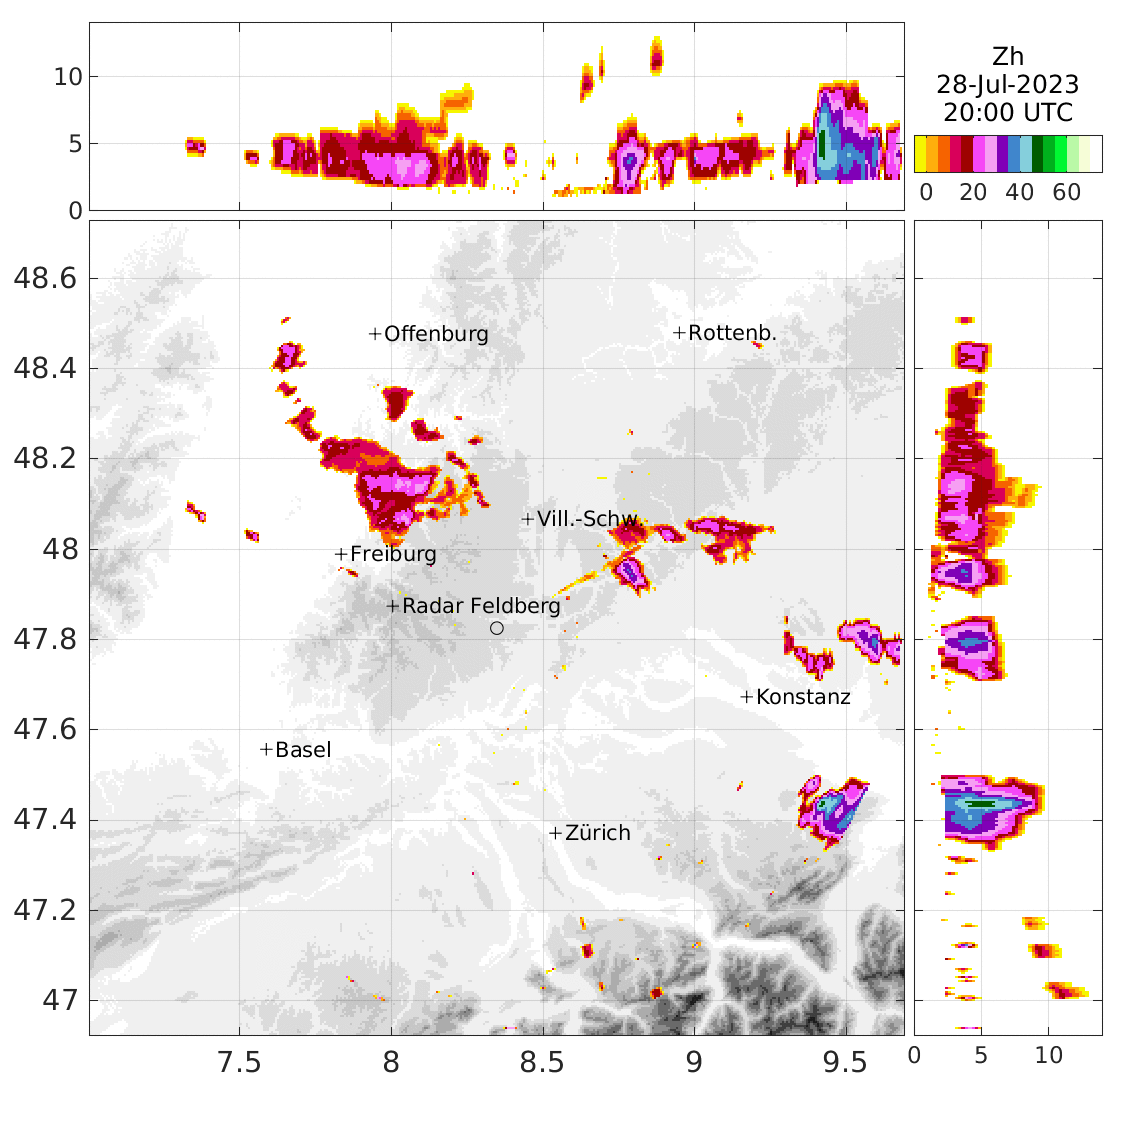 10
5
0
Zh
28-Jul-2023
20:00 UTC
0 20 40 60
48.6
48.4
48.2
48
47.8
47.6
47.4
47.2
47
+Offenburg
+Rottenb.
+Vill.-Schw.
+Freiburg
+Radar Feldberg
+Konstanz
+Basel
+Zürich
7.5 8 8.5 9 9.5
0 5 10